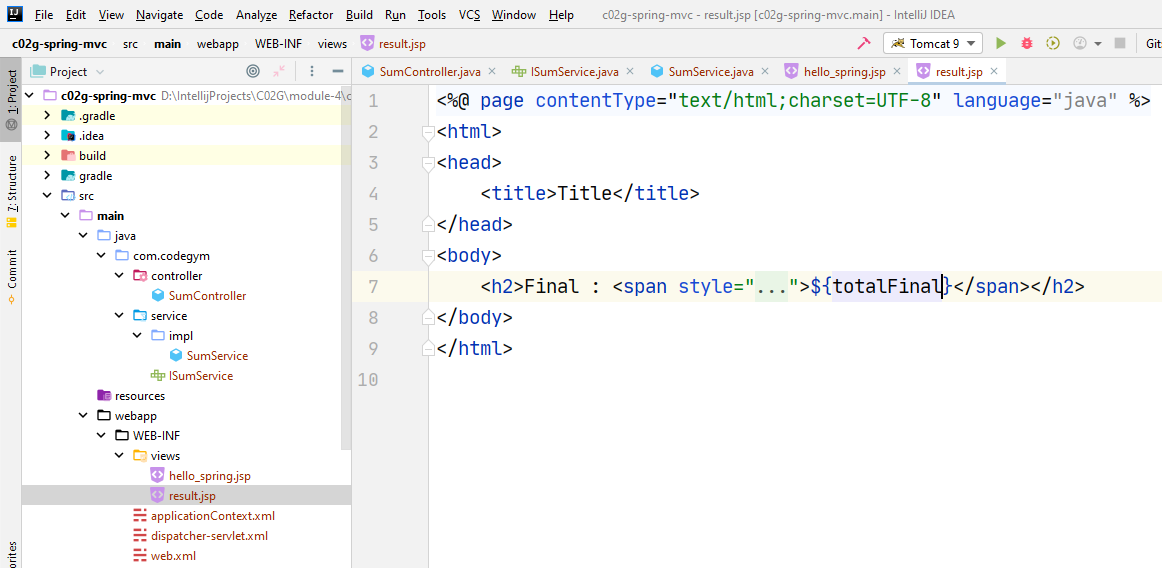 IJ File Edit View Navigate Code Analyze Refactor Build Run Tools VCS Window Help c02g-spring-mvc - result.jsp [c02g-spring-mvc.main] - IntelliJ IDEA
c02g-spring-mvc src main webapp WEB-INF views result.jsp Tomcat 9 Git
Project SumController.java ISumService.java SumService.java hello_spring.jsp result.jsp
1: Project
7: Structure
Commit
orites
c02g-spring-mvc D:\IntellijProjects\C02G\module-4\c
.gradle
.idea
build
gradle
src
main
java
com.codegym
controller
SumController
service
impl
SumService
ISumService
resources
webapp
WEB-INF
views
hello_spring.jsp
result.jsp
applicationContext.xml
dispatcher-servlet.xml
web.xml
1 <%@ page contentType="text/html;charset=UTF-8" language="java" %>
2 <html>
3 <head>
4 <title>Title</title>
5 </head>
6 <body>
7 <h2>Final : <span style="...">${totalFinal}</span></h2>
8 </body>
9 </html>
10